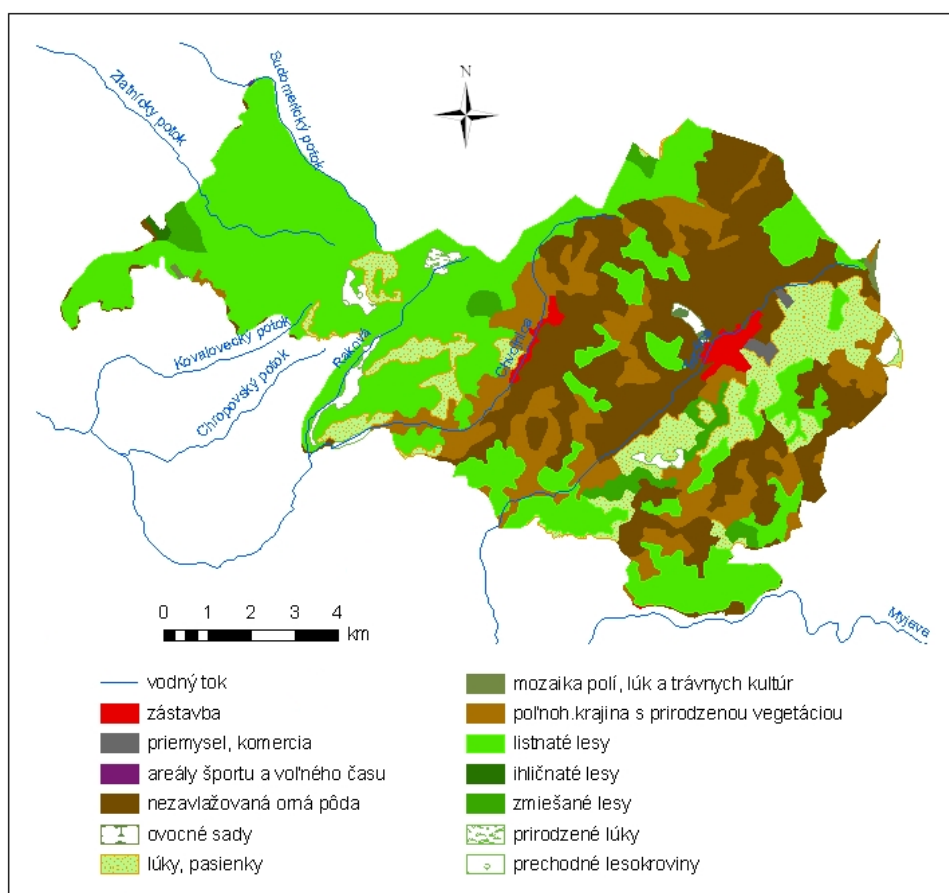 N
Zlatnícky potok
Sudomerický potok
Kovalovecký potok
Chropovský potok
Raková
Chvojnica
Myjava
0 1 2 3 4
km
vodný tok
zástavba
priemysel, komercia
areály športu a voľného času
nezavlažovaná orná pôda
ovocné sady
lúky, pasienky
mozaika polí, lúk a trávnych kultúr
poľnoh.krajina s prirodzenou vegetáciou
listnaté lesy
ihličnaté lesy
zmiešané lesy
prirodzené lúky
prechodné lesokroviny